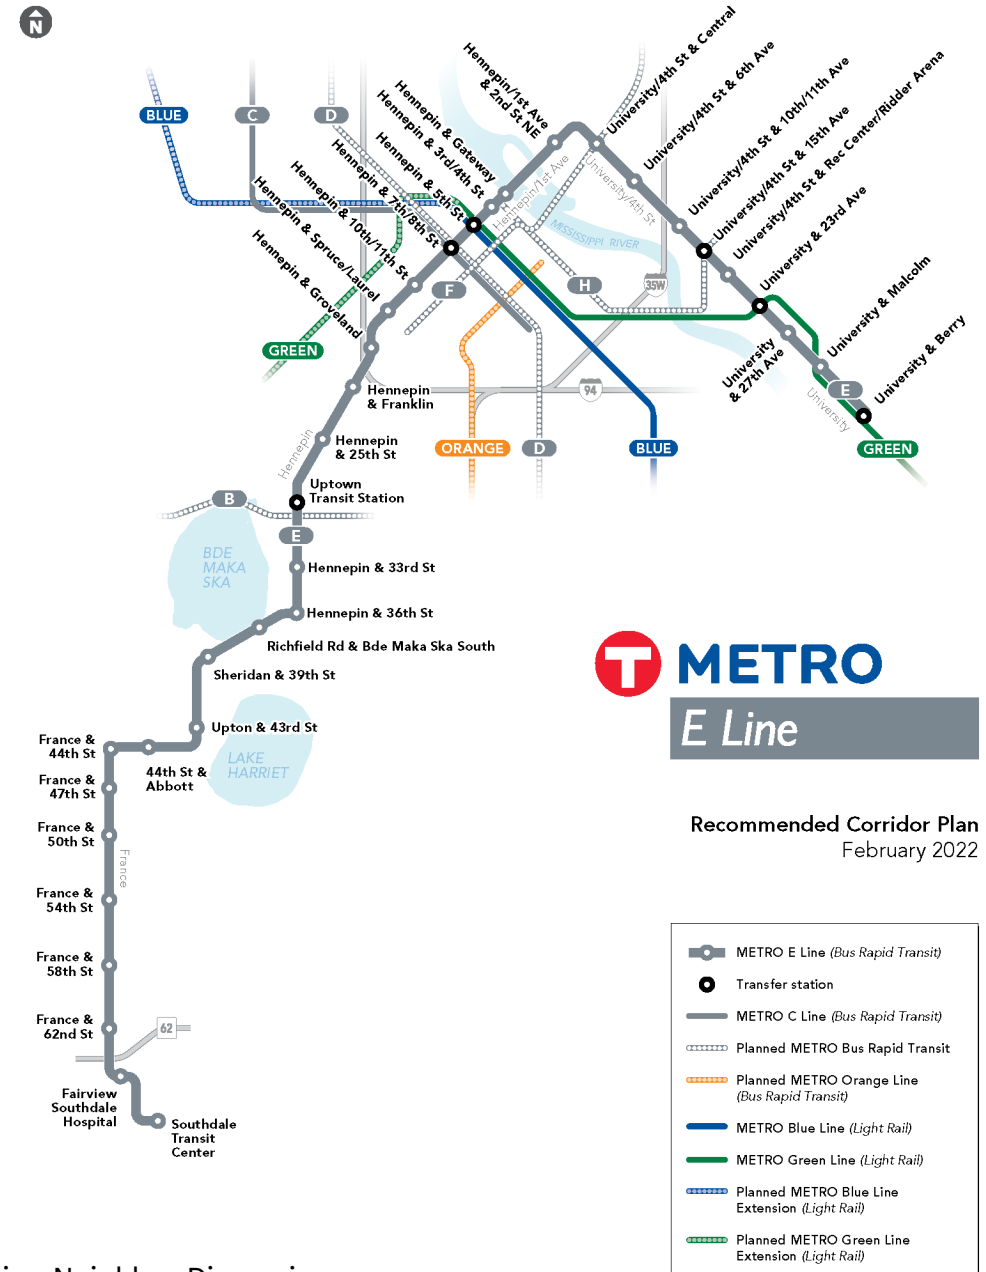 N
BLUE
C
D
Hennepin/1st Ave
& 2nd St NE
Hennepin & Gateway
Hennepin & 3rd/4th St
Hennepin & 5th St
Hennepin & 7th/8th St
Hennepin & 10th/11th St
Hennepin & Spruce/Laurel
Hennepin & Groveland
University/4th St & Central
University/4th St & 6th Ave
University/4th St & 10th/11th Ave
University/4th St & 15th Ave
University/4th St & Rec Center/Ridder Arena
University & 23rd Ave
University
& 27th Ave
University & Malcolm
University & Berry
Hennepin/1st Ave
University/4th St
MISSISSIPPI RIVER
35W
F
H
GREEN
94
E
University
GREEN
Hennepin
& Franklin
Hennepin
Hennepin
& 25th St
ORANGE
D
BLUE
Uptown
Transit Station
B
E
BDE
MAKA
SKA
Hennepin & 33rd St
Hennepin & 36th St
Richfield Rd & Bde Maka Ska South
Sheridan & 39th St
Upton & 43rd St
LAKE
HARRIET
France &
44th St
44th St &
Abbott
France &
47th St
France &
50th St
France
France &
54th St
France &
58th St
France &
62nd St
62
Fairview
Southdale
Hospital
Southdale
Transit
Center
T METRO
E Line
Recommended Corridor Plan
February 2022
METRO E Line (Bus Rapid Transit)
Transfer station
METRO C Line (Bus Rapid Transit)
Planned METRO Bus Rapid Transit
Planned METRO Orange Line
(Bus Rapid Transit)
METRO Blue Line (Light Rail)
METRO Green Line (Light Rail)
Planned METRO Blue Line
Extension (Light Rail)
Planned METRO Green Line
Extension (Light Rail)